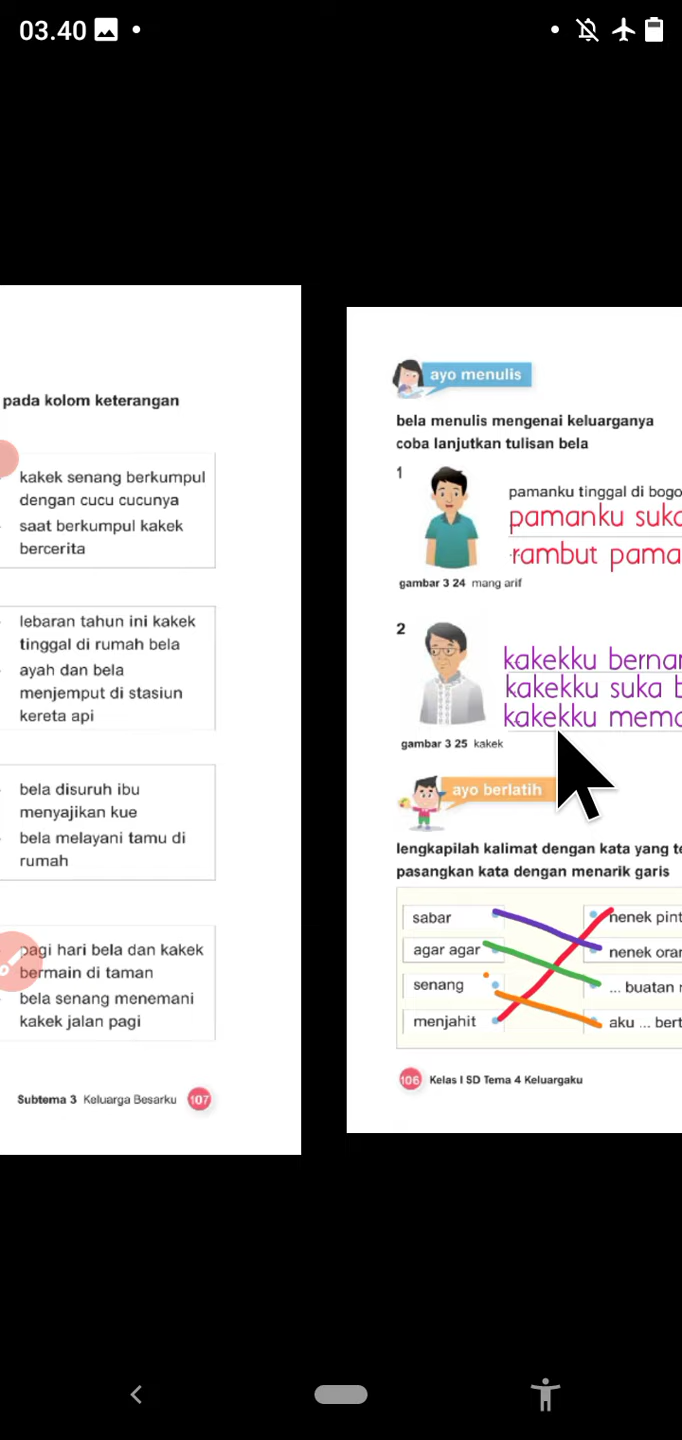 03.40
pada kolom keterangan
kakek senang berkumpul
dengan cucu cucunya
saat berkumpul kakek
bercerita
lebaran tahun ini kakek
tinggal di rumah bela
ayah dan bela
menjemput di stasiun
kereta api
bela disuruh ibu
menyajikan kue
bela melayani tamu di
rumah
pagi hari bela dan kakek
bermain di taman
bela senang menemani
kakek jalan pagi
Subtema 3 Keluarga Besarku 107
ayo menulis
bela menulis mengenai keluarganya
coba lanjutkan tulisan bela
1
pamanku tinggal di bogo
pamanku suka
rambut pama
gambar 3 24 mang arif
2
kakekku bernam
kakekku suka b
kakekku mema
gambar 3 25 kakek
ayo berlatih
lengkapilah kalimat dengan kata yang te
pasangkan kata dengan menarik garis
sabar nenek pint
agar agar nenek oran
senang ... buatan
menjahit aku ... bert
106 Kelas I SD Tema 4 Keluargaku